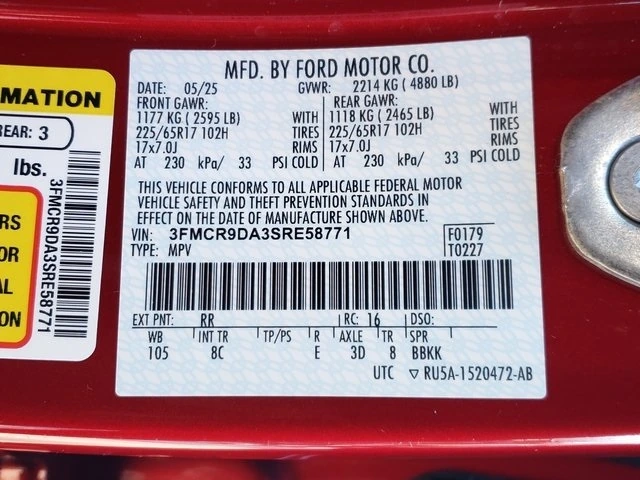 MFD. BY FORD MOTOR CO.
DATE: 05/25 GVWR: 2214 KG ( 4880 LB)
FRONT GAWR: REAR GAWR:
1177 KG ( 2595 LB) WITH 1118 KG ( 2465 LB) WITH
225/65R17 102H TIRES 225/65R17 102H TIRES
17x7.0J RIMS 17x7.0J RIMS
AT 230 kPa/ 33 PSI COLD AT 230 kPa/ 33 PSI COLD
THIS VEHICLE CONFORMS TO ALL APPLICABLE FEDERAL MOTOR
VEHICLE SAFETY AND THEFT PREVENTION STANDARDS IN
EFFECT ON THE DATE OF MANUFACTURE SHOWN ABOVE.
VIN: 3FMCR9DA3SRE58771 F0179
TYPE: MPV T0227
EXT PNT: RR RC: 16 DSO:
WB INT TR TP/PS R AXLE TR SPR
105 8C E 3D 8 BBKK
UTC ▽ RU5A-1520472-AB
MATION
REAR: 3
lbs.
3FMCR9DA3SRE58771
RS
OR
AL
ON